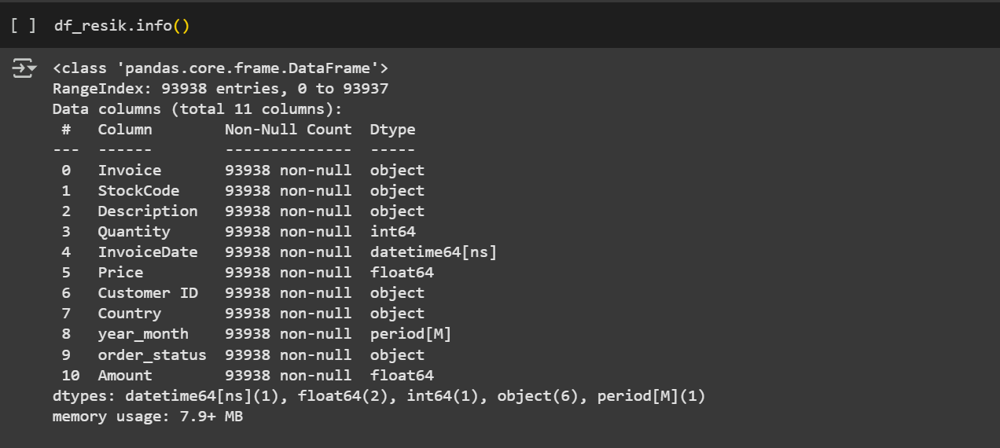 [ ] df_resik.info()
<class 'pandas.core.frame.DataFrame'>
RangeIndex: 93938 entries, 0 to 93937
Data columns (total 11 columns):
 #   Column        Non-Null Count  Dtype
---  ------        --------------  -----
 0   Invoice       93938 non-null  object
 1   StockCode     93938 non-null  object
 2   Description   93938 non-null  object
 3   Quantity      93938 non-null  int64
 4   InvoiceDate   93938 non-null  datetime64[ns]
 5   Price         93938 non-null  float64
 6   Customer ID   93938 non-null  object
 7   Country       93938 non-null  object
 8   year_month    93938 non-null  period[M]
 9   order_status  93938 non-null  object
 10  Amount        93938 non-null  float64
dtypes: datetime64[ns](1), float64(2), int64(1), object(6), period[M](1)
memory usage: 7.9+ MB